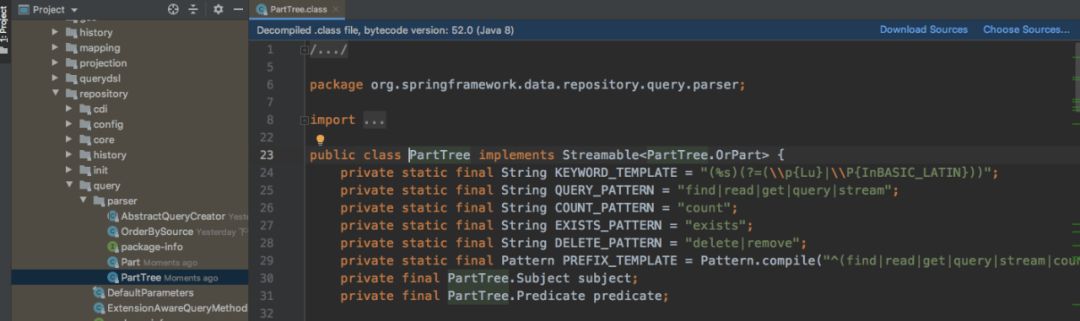 1: Project
Project
PartTree.class
Decompiled .class file, bytecode version: 52.0 (Java 8)
Download Sources
Choose Sources...
history
mapping
projection
querydsl
repository
cdi
config
core
history
init
query
parser
AbstractQueryCreator Yeste
OrderBySource Yesterday 下
package-info
Part Moments ago
PartTree Moments ago
DefaultParameters
ExtensionAwareQueryMethod
1 /.../
5
6 package org.springframework.data.repository.query.parser;
7
8 import ...
22
23 public class PartTree implements Streamable<PartTree.OrPart> {
24 private static final String KEYWORD_TEMPLATE = "(%s)(?=(\\p{Lu}|\\P{InBASIC_LATIN}))";
25 private static final String QUERY_PATTERN = "find|read|get|query|stream";
26 private static final String COUNT_PATTERN = "count";
27 private static final String EXISTS_PATTERN = "exists";
28 private static final String DELETE_PATTERN = "delete|remove";
29 private static final Pattern PREFIX_TEMPLATE = Pattern.compile("^(find|read|get|query|stream|cou
30 private final PartTree.Subject subject;
31 private final PartTree.Predicate predicate;
32